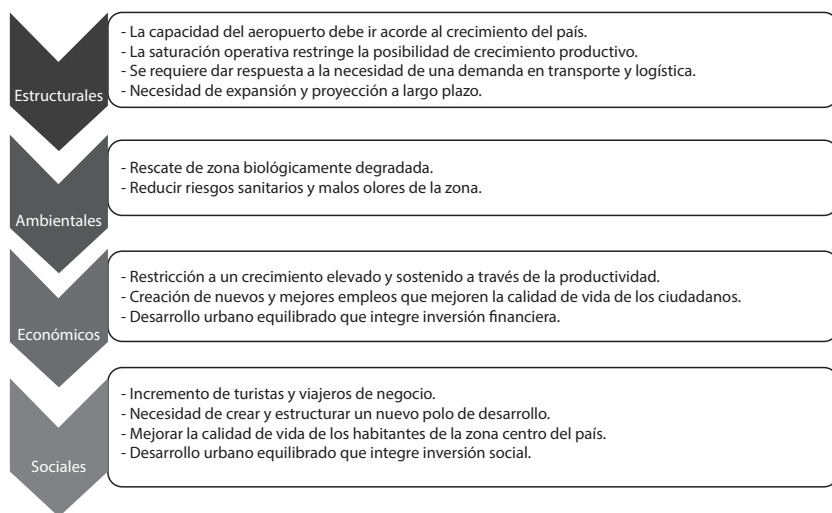 Estructurales
- La capacidad del aeropuerto debe ir acorde al crecimiento del país.
- La saturación operativa restringe la posibilidad de crecimiento productivo.
- Se requiere dar respuesta a la necesidad de una demanda en transporte y logística.
- Necesidad de expansión y proyección a largo plazo.
Ambientales
- Rescate de zona biológicamente degradada.
- Reducir riesgos sanitarios y malos olores de la zona.
Económicos
- Restricción a un crecimiento elevado y sostenido a través de la productividad.
- Creación de nuevos y mejores empleos que mejoren la calidad de vida de los ciudadanos.
- Desarrollo urbano equilibrado que integre inversión financiera.
Sociales
- Incremento de turistas y viajeros de negocio.
- Necesidad de crear y estructurar un nuevo polo de desarrollo.
- Mejorar la calidad de vida de los habitantes de la zona centro del país.
- Desarrollo urbano equilibrado que integre inversión social.